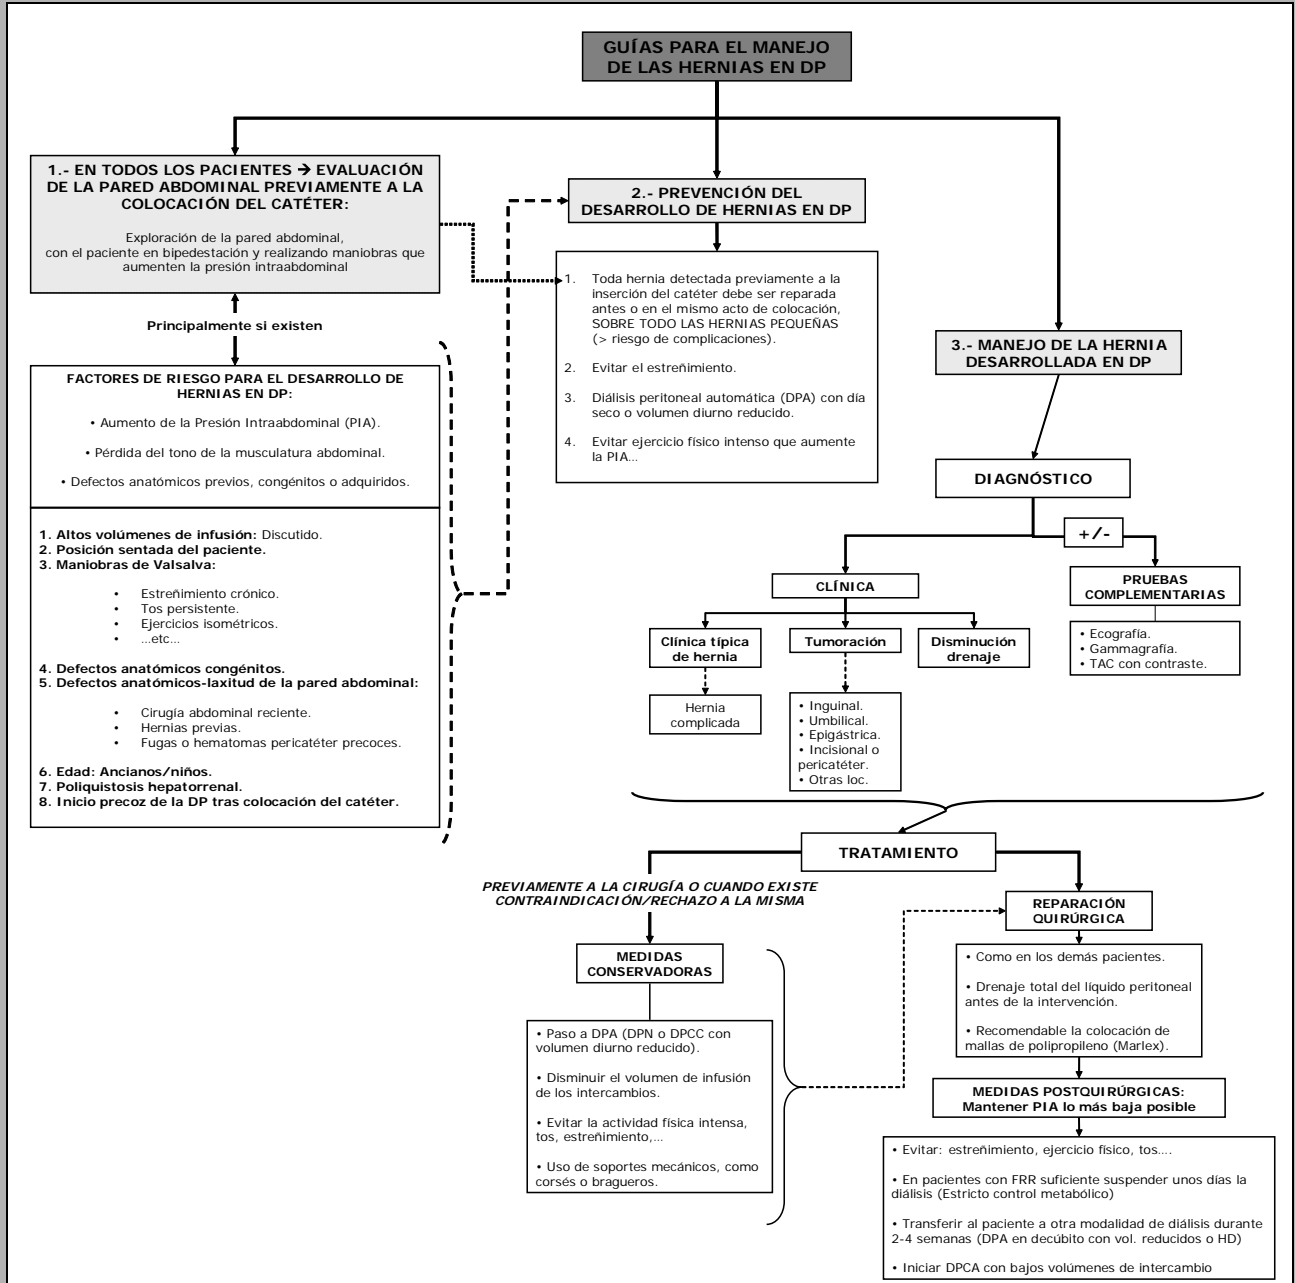 GUÍAS PARA EL MANEJO
DE LAS HERNIAS EN DP
1.- EN TODOS LOS PACIENTES → EVALUACIÓN
DE LA PARED ABDOMINAL PREVIAMENTE A LA
COLOCACIÓN DEL CATÉTER:
Exploración de la pared abdominal,
con el paciente en bipedestación y realizando maniobras que
aumenten la presión intraabdominal
Principalmente si existen
FACTORES DE RIESGO PARA EL DESARROLLO DE
HERNIAS EN DP:
• Aumento de la Presión Intraabdominal (PIA).
• Pérdida del tono de la musculatura abdominal.
• Defectos anatómicos previos, congénitos o adquiridos.
1. Altos volúmenes de infusión: Discutido.
2. Posición sentada del paciente.
3. Maniobras de Valsalva:
• Estreñimiento crónico.
• Tos persistente.
• Ejercicios isométricos.
• ...etc...
4. Defectos anatómicos congénitos.
5. Defectos anatómicos-laxitud de la pared abdominal:
• Cirugía abdominal reciente.
• Hernias previas.
• Fugas o hematomas pericatéter precoces.
6. Edad: Ancianos/niños.
7. Poliquistosis hepatorrenal.
8. Inicio precoz de la DP tras colocación del catéter.
2.- PREVENCIÓN DEL
DESARROLLO DE HERNIAS EN DP
1. Toda hernia detectada previamente a la
inserción del catéter debe ser reparada
antes o en el mismo acto de colocación,
SOBRE TODO LAS HERNIAS PEQUEÑAS
(> riesgo de complicaciones).
2. Evitar el estreñimiento.
3. Diálisis peritoneal automática (DPA) con día
seco o volumen diurno reducido.
4. Evitar ejercicio físico intenso que aumente
la PIA...
3.- MANEJO DE LA HERNIA
DESARROLLADA EN DP
DIAGNÓSTICO
+/-
CLÍNICA
PRUEBAS
COMPLEMENTARIAS
• Ecografía.
• Gammagrafía.
• TAC con contraste.
Clínica típica
de hernia
Tumoración
Disminución
drenaje
Hernia
complicada
• Inguinal.
• Umbilical.
• Epigástrica.
• Incisional o
pericatéter.
• Otras loc.
TRATAMIENTO
PREVIAMENTE A LA CIRUGÍA O CUANDO EXISTE
CONTRAINDICACIÓN/RECHAZO A LA MISMA
MEDIDAS
CONSERVADORAS
• Paso a DPA (DPN o DPCC con
volumen diurno reducido).
• Disminuir el volumen de infusión
de los intercambios.
• Evitar la actividad física intensa,
tos, estreñimiento,...
• Uso de soportes mecánicos, como
corsés o bragueros.
REPARACIÓN
QUIRÚRGICA
• Como en los demás pacientes.
• Drenaje total del líquido peritoneal
antes de la intervención.
• Recomendable la colocación de
mallas de polipropileno (Marlex).
MEDIDAS POSTQUIRÚRGICAS:
Mantener PIA lo más baja posible
• Evitar: estreñimiento, ejercicio físico, tos....
• En pacientes con FRR suficiente suspender unos días la
diálisis (Estricto control metabólico)
• Transferir al paciente a otra modalidad de diálisis durante
2-4 semanas (DPA en decúbito con vol. reducidos o HD)
• Iniciar DPCA con bajos volúmenes de intercambio